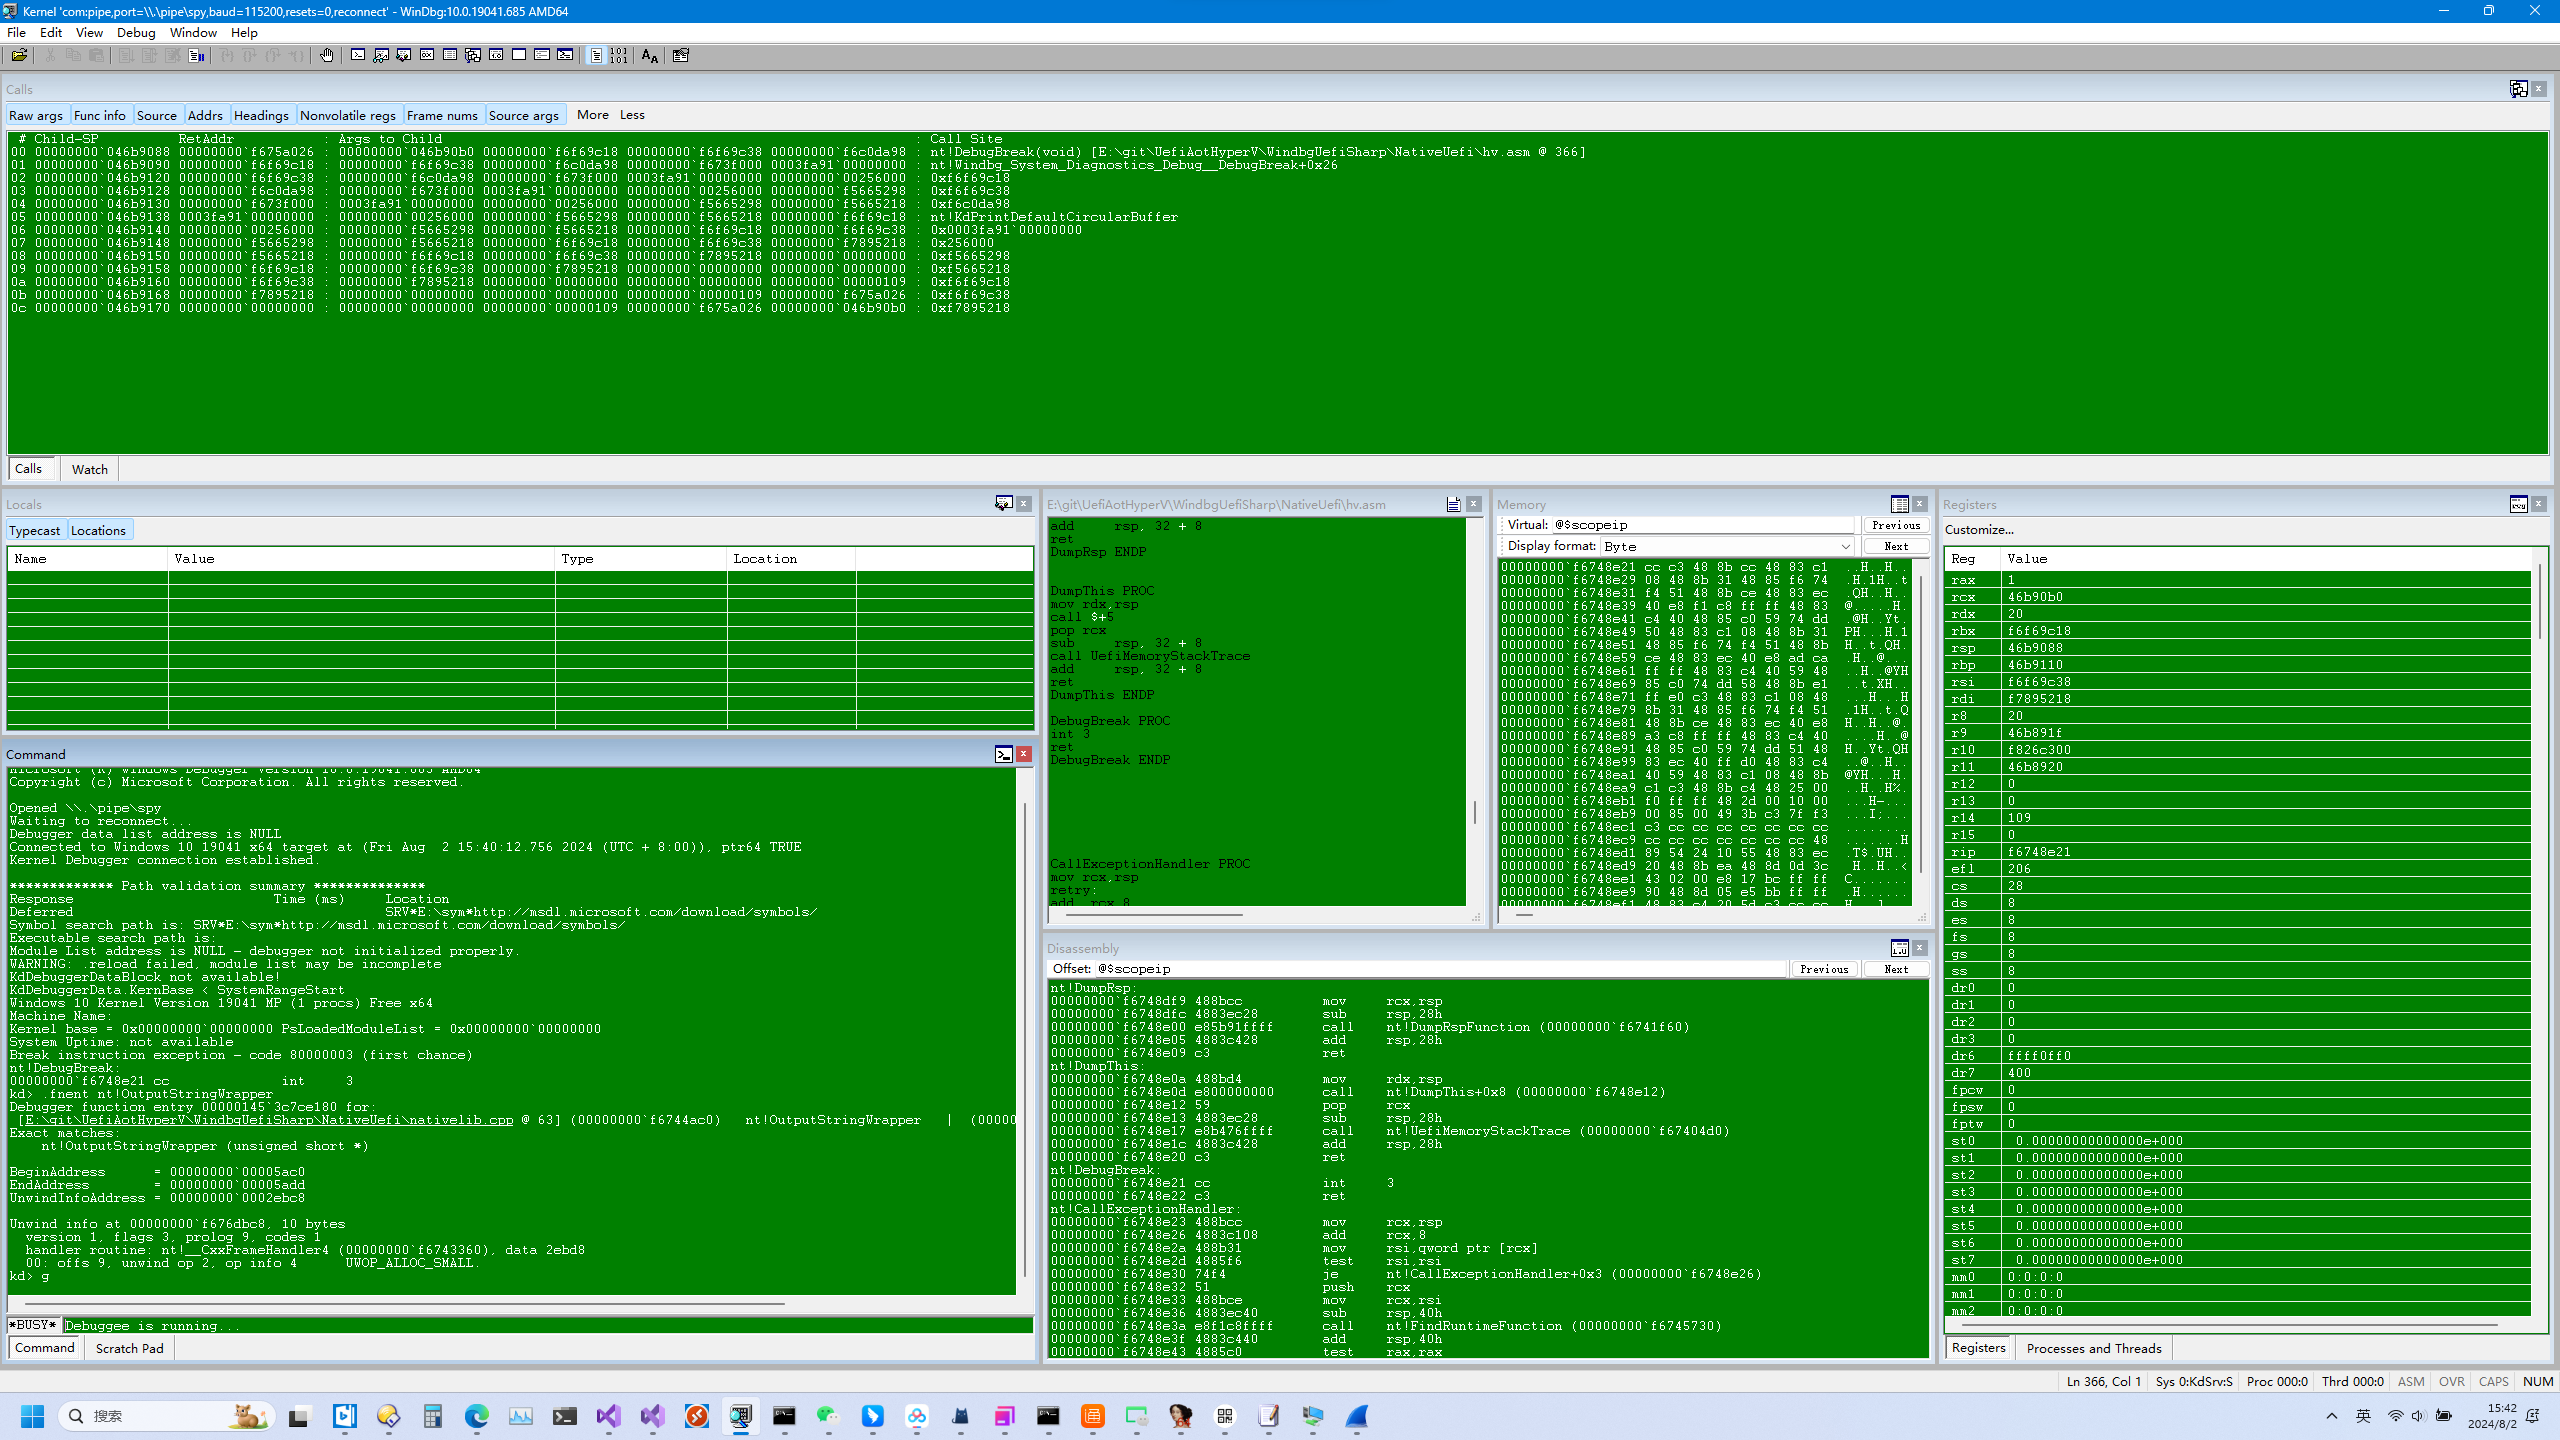 Kernel 'com:pipe,port=\\.\pipe\spy,baud=115200,resets=0,reconnect' - WinDbg:10.0.19041.685 AMD64
File Edit View Debug Window Help
Calls
Raw args Func info Source Addrs Headings Nonvolatile regs Frame nums Source args More Less
# Child-SP RetAddr : Args to Child : Call Site
00 00000000`046b9088 00000000`f675a026 : 00000000`046b90b0 00000000`f6f69c18 00000000`f6f69c38 00000000`f6c0da98 : nt!DebugBreak(void) [E:\git\UefiAotHyperV\WindbgUefiSharp\NativeUefi\hv.asm @ 366]
01 00000000`046b9090 00000000`f6f69c18 : 00000000`f6f69c38 00000000`f6c0da98 00000000`f673f000 0003fa91`00000000 : nt!Windbg_System_Diagnostics_Debug__DebugBreak+0x26
02 00000000`046b9120 00000000`f6f69c38 : 00000000`f6c0da98 00000000`f673f000 0003fa91`00000000 00000000`00256000 : 0xf6f69c18
03 00000000`046b9128 00000000`f6c0da98 : 00000000`f673f000 0003fa91`00000000 00000000`00256000 00000000`f5665298 : 0xf6f69c38
04 00000000`046b9130 00000000`f673f000 : 0003fa91`00000000 00000000`00256000 00000000`f5665298 00000000`f5665218 : 0xf6c0da98
05 00000000`046b9138 0003fa91`00000000 : 00000000`00256000 00000000`f5665298 00000000`f5665218 00000000`f6f69c18 : nt!KdPrintDefaultCircularBuffer
06 00000000`046b9140 00000000`00256000 : 00000000`f5665298 00000000`f5665218 00000000`f6f69c18 00000000`f6f69c38 : 0x0003fa91`00000000
07 00000000`046b9148 00000000`f5665298 : 00000000`f5665218 00000000`f6f69c18 00000000`f6f69c38 00000000`f7895218 : 0x256000
08 00000000`046b9150 00000000`f5665218 : 00000000`f6f69c18 00000000`f6f69c38 00000000`f7895218 00000000`00000000 : 0xf5665298
09 00000000`046b9158 00000000`f6f69c18 : 00000000`f6f69c38 00000000`f7895218 00000000`00000000 00000000`00000000 : 0xf5665218
0a 00000000`046b9160 00000000`f6f69c38 : 00000000`f7895218 00000000`00000000 00000000`00000000 00000000`00000109 : 0xf6f69c18
0b 00000000`046b9168 00000000`f7895218 : 00000000`00000000 00000000`00000000 00000000`00000109 00000000`f675a026 : 0xf6f69c38
0c 00000000`046b9170 00000000`00000000 : 00000000`00000000 00000000`00000109 00000000`f675a026 00000000`046b90b0 : 0xf7895218
Calls Watch
Locals
Typecast Locations
Name Value Type Location
Command
Microsoft (R) Windows Debugger Version 10.0.19041.685 AMD64
Copyright (c) Microsoft Corporation. All rights reserved.
Opened \\.\pipe\spy
Waiting to reconnect...
Debugger data list address is NULL
Connected to Windows 10 19041 x64 target at (Fri Aug  2 15:40:12.756 2024 (UTC + 8:00)), ptr64 TRUE
Kernel Debugger connection established.
************* Path validation summary **************
Response Time (ms) Location
Deferred SRV*E:\sym*http://msdl.microsoft.com/download/symbols/
Symbol search path is: SRV*E:\sym*http://msdl.microsoft.com/download/symbols/
Executable search path is:
Module List address is NULL - debugger not initialized properly.
WARNING: .reload failed, module list may be incomplete
KdDebuggerDataBlock not available!
KdDebuggerData.KernBase < SystemRangeStart
Windows 10 Kernel Version 19041 MP (1 procs) Free x64
Machine Name:
Kernel base = 0x00000000`00000000 PsLoadedModuleList = 0x00000000`00000000
System Uptime: not available
Break instruction exception - code 80000003 (first chance)
nt!DebugBreak:
00000000`f6748e21 cc int 3
kd> .fnent nt!OutputStringWrapper
Debugger function entry 00000145`3c7ce180 for:
[E:\git\UefiAotHyperV\WindbgUefiSharp\NativeUefi\nativelib.cpp @ 63] (00000000`f6744ac0) nt!OutputStringWrapper | (00000
Exact matches:
nt!OutputStringWrapper (unsigned short *)
BeginAddress = 00000000`00005ac0
EndAddress = 00000000`00005add
UnwindInfoAddress = 00000000`0002ebc8
Unwind info at 00000000`f676dbc8, 10 bytes
version 1, flags 3, prolog 9, codes 1
handler routine: nt!__CxxFrameHandler4 (00000000`f6743360), data 2ebd8
00: offs 9, unwind op 2, op info 4 UWOP_ALLOC_SMALL.
kd> g
*BUSY* Debuggee is running...
Command Scratch Pad
E:\git\UefiAotHyperV\WindbgUefiSharp\NativeUefi\hv.asm
add rsp, 32 + 8
ret
DumpRsp ENDP
DumpThis PROC
mov rdx,rsp
call $+5
pop rcx
sub rsp, 32 + 8
call UefiMemoryStackTrace
add rsp, 32 + 8
ret
DumpThis ENDP
DebugBreak PROC
int 3
ret
DebugBreak ENDP
CallExceptionHandler PROC
mov rcx,rsp
retry:
add rcx,8
Memory
Virtual: @$scopeip Previous
Display format: Byte Next
00000000`f6748e21 cc c3 48 8b cc 48 83 c1 ..H..H..
00000000`f6748e29 08 48 8b 31 48 85 f6 74 .H.1H..t
00000000`f6748e31 f4 51 48 8b ce 48 83 ec .QH..H..
00000000`f6748e39 40 e8 f1 c8 ff ff 48 83 @.....H.
00000000`f6748e41 c4 40 48 85 c0 59 74 dd .@H..Yt.
00000000`f6748e49 50 48 83 c1 08 48 8b 31 PH...H.1
00000000`f6748e51 48 85 f6 74 f4 51 48 8b H..t.QH.
00000000`f6748e59 ce 48 83 ec 40 e8 ad ca .H..@...
00000000`f6748e61 ff ff 48 83 c4 40 59 48 ..H..@YH
00000000`f6748e69 85 c0 74 dd 58 48 8b e1 ..t.XH..
00000000`f6748e71 ff e0 c3 48 83 c1 08 48 ...H...H
00000000`f6748e79 8b 31 48 85 f6 74 f4 51 .1H..t.Q
00000000`f6748e81 48 8b ce 48 83 ec 40 e8 H..H..@.
00000000`f6748e89 a3 c8 ff ff 48 83 c4 40 ....H..@
00000000`f6748e91 48 85 c0 59 74 dd 51 48 H..Yt.QH
00000000`f6748e99 83 ec 40 ff d0 48 83 c4 ..@..H..
00000000`f6748ea1 40 59 48 83 c1 08 48 8b @YH...H.
00000000`f6748ea9 c1 c3 48 8b c4 48 25 00 ..H..H%.
00000000`f6748eb1 f0 ff ff 48 2d 00 10 00 ...H-...
00000000`f6748eb9 00 85 00 49 3b c3 7f f3 ...I;...
00000000`f6748ec1 c3 cc cc cc cc cc cc cc ........
00000000`f6748ec9 cc cc cc cc cc cc cc 48 .......H
00000000`f6748ed1 89 54 24 10 55 48 83 ec .T$.UH..
00000000`f6748ed9 20 48 8b ea 48 8d 0d 3c  H..H..<
00000000`f6748ee1 43 02 00 e8 17 bc ff ff C.......
00000000`f6748ee9 90 48 8d 05 e5 bb ff ff .H......
00000000`f6748ef1 48 83 c4 20 5d c3 cc cc H.. ]...
Disassembly
Offset: @$scopeip Previous Next
nt!DumpRsp:
00000000`f6748df9 488bcc mov rcx,rsp
00000000`f6748dfc 4883ec28 sub rsp,28h
00000000`f6748e00 e85b91ffff call nt!DumpRspFunction (00000000`f6741f60)
00000000`f6748e05 4883c428 add rsp,28h
00000000`f6748e09 c3 ret
nt!DumpThis:
00000000`f6748e0a 488bd4 mov rdx,rsp
00000000`f6748e0d e800000000 call nt!DumpThis+0x8 (00000000`f6748e12)
00000000`f6748e12 59 pop rcx
00000000`f6748e13 4883ec28 sub rsp,28h
00000000`f6748e17 e8b476ffff call nt!UefiMemoryStackTrace (00000000`f67404d0)
00000000`f6748e1c 4883c428 add rsp,28h
00000000`f6748e20 c3 ret
nt!DebugBreak:
00000000`f6748e21 cc int 3
00000000`f6748e22 c3 ret
nt!CallExceptionHandler:
00000000`f6748e23 488bcc mov rcx,rsp
00000000`f6748e26 4883c108 add rcx,8
00000000`f6748e2a 488b31 mov rsi,qword ptr [rcx]
00000000`f6748e2d 4885f6 test rsi,rsi
00000000`f6748e30 74f4 je nt!CallExceptionHandler+0x3 (00000000`f6748e26)
00000000`f6748e32 51 push rcx
00000000`f6748e33 488bce mov rcx,rsi
00000000`f6748e36 4883ec40 sub rsp,40h
00000000`f6748e3a e8f1c8ffff call nt!FindRuntimeFunction (00000000`f6745730)
00000000`f6748e3f 4883c440 add rsp,40h
00000000`f6748e43 4885c0 test rax,rax
Registers
Customize...
Reg Value
rax 1
rcx 46b90b0
rdx 20
rbx f6f69c18
rsp 46b9088
rbp 46b9110
rsi f6f69c38
rdi f7895218
r8 20
r9 46b891f
r10 f826c300
r11 46b8920
r12 0
r13 0
r14 109
r15 0
rip f6748e21
efl 206
cs 28
ds 8
es 8
fs 8
gs 8
ss 8
dr0 0
dr1 0
dr2 0
dr3 0
dr6 ffff0ff0
dr7 400
fpcw 0
fpsw 0
fptw 0
st0 0.00000000000000e+000
st1 0.00000000000000e+000
st2 0.00000000000000e+000
st3 0.00000000000000e+000
st4 0.00000000000000e+000
st5 0.00000000000000e+000
st6 0.00000000000000e+000
st7 0.00000000000000e+000
mm0 0:0:0:0
mm1 0:0:0:0
mm2 0:0:0:0
Registers Processes and Threads
Ln 366, Col 1 Sys 0:KdSrv:S Proc 000:0 Thrd 000:0 ASM OVR CAPS NUM
搜索
英
15:42
2024/8/2